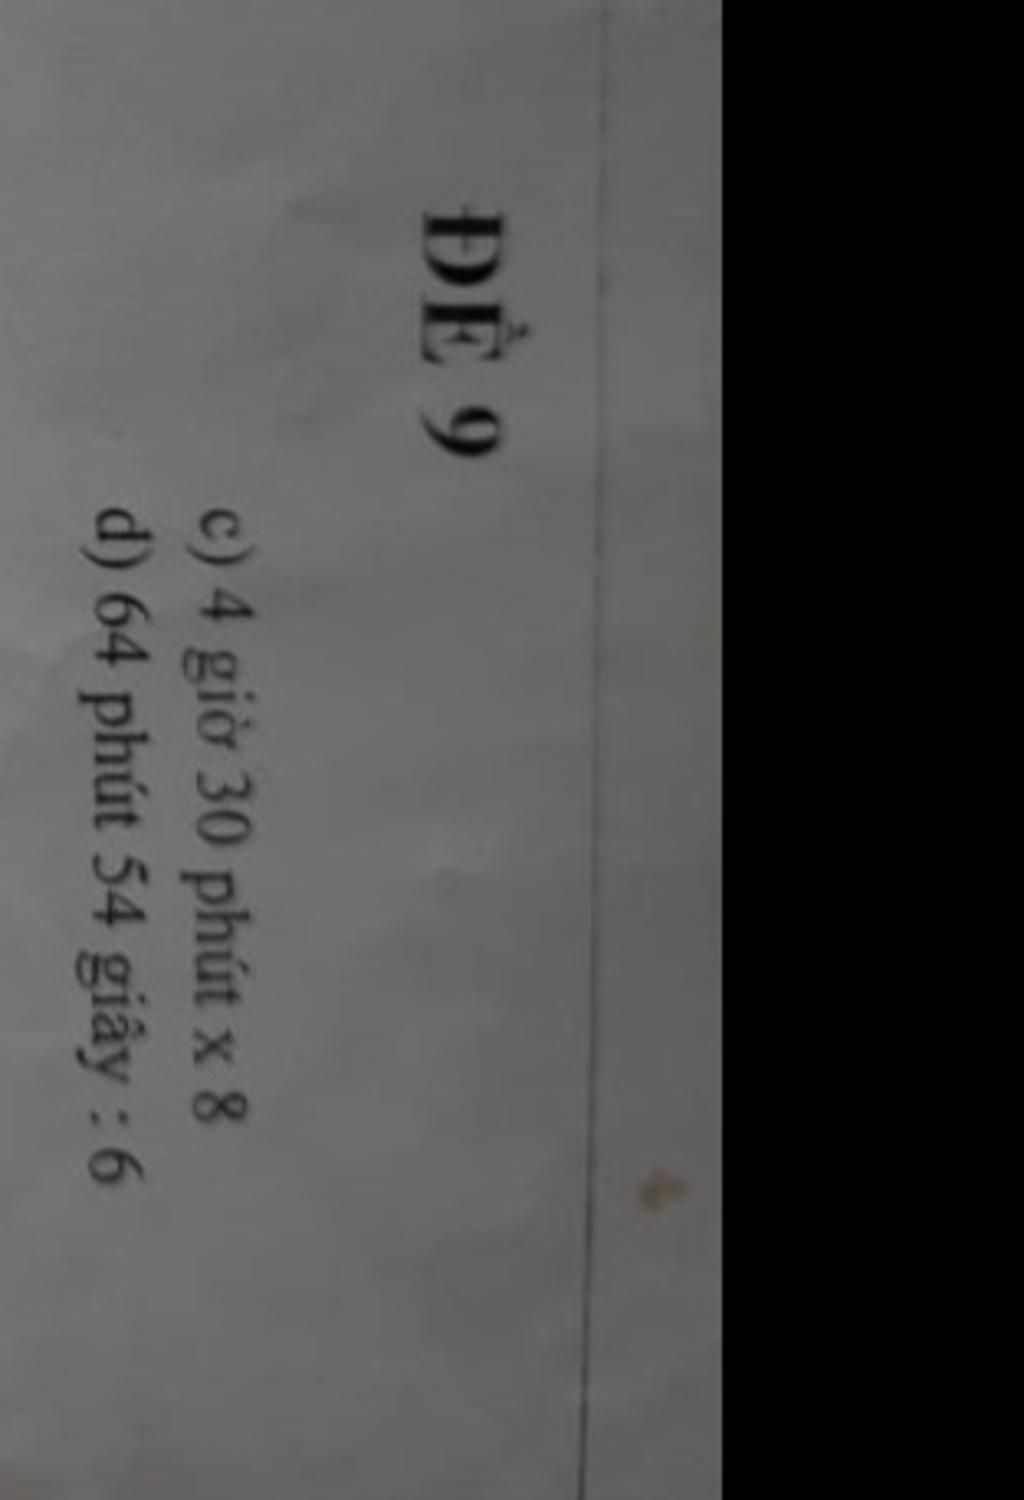 ĐỀ 9
c) 4 giờ 30 phút x 8
d) 64 phút 54 giây : 6